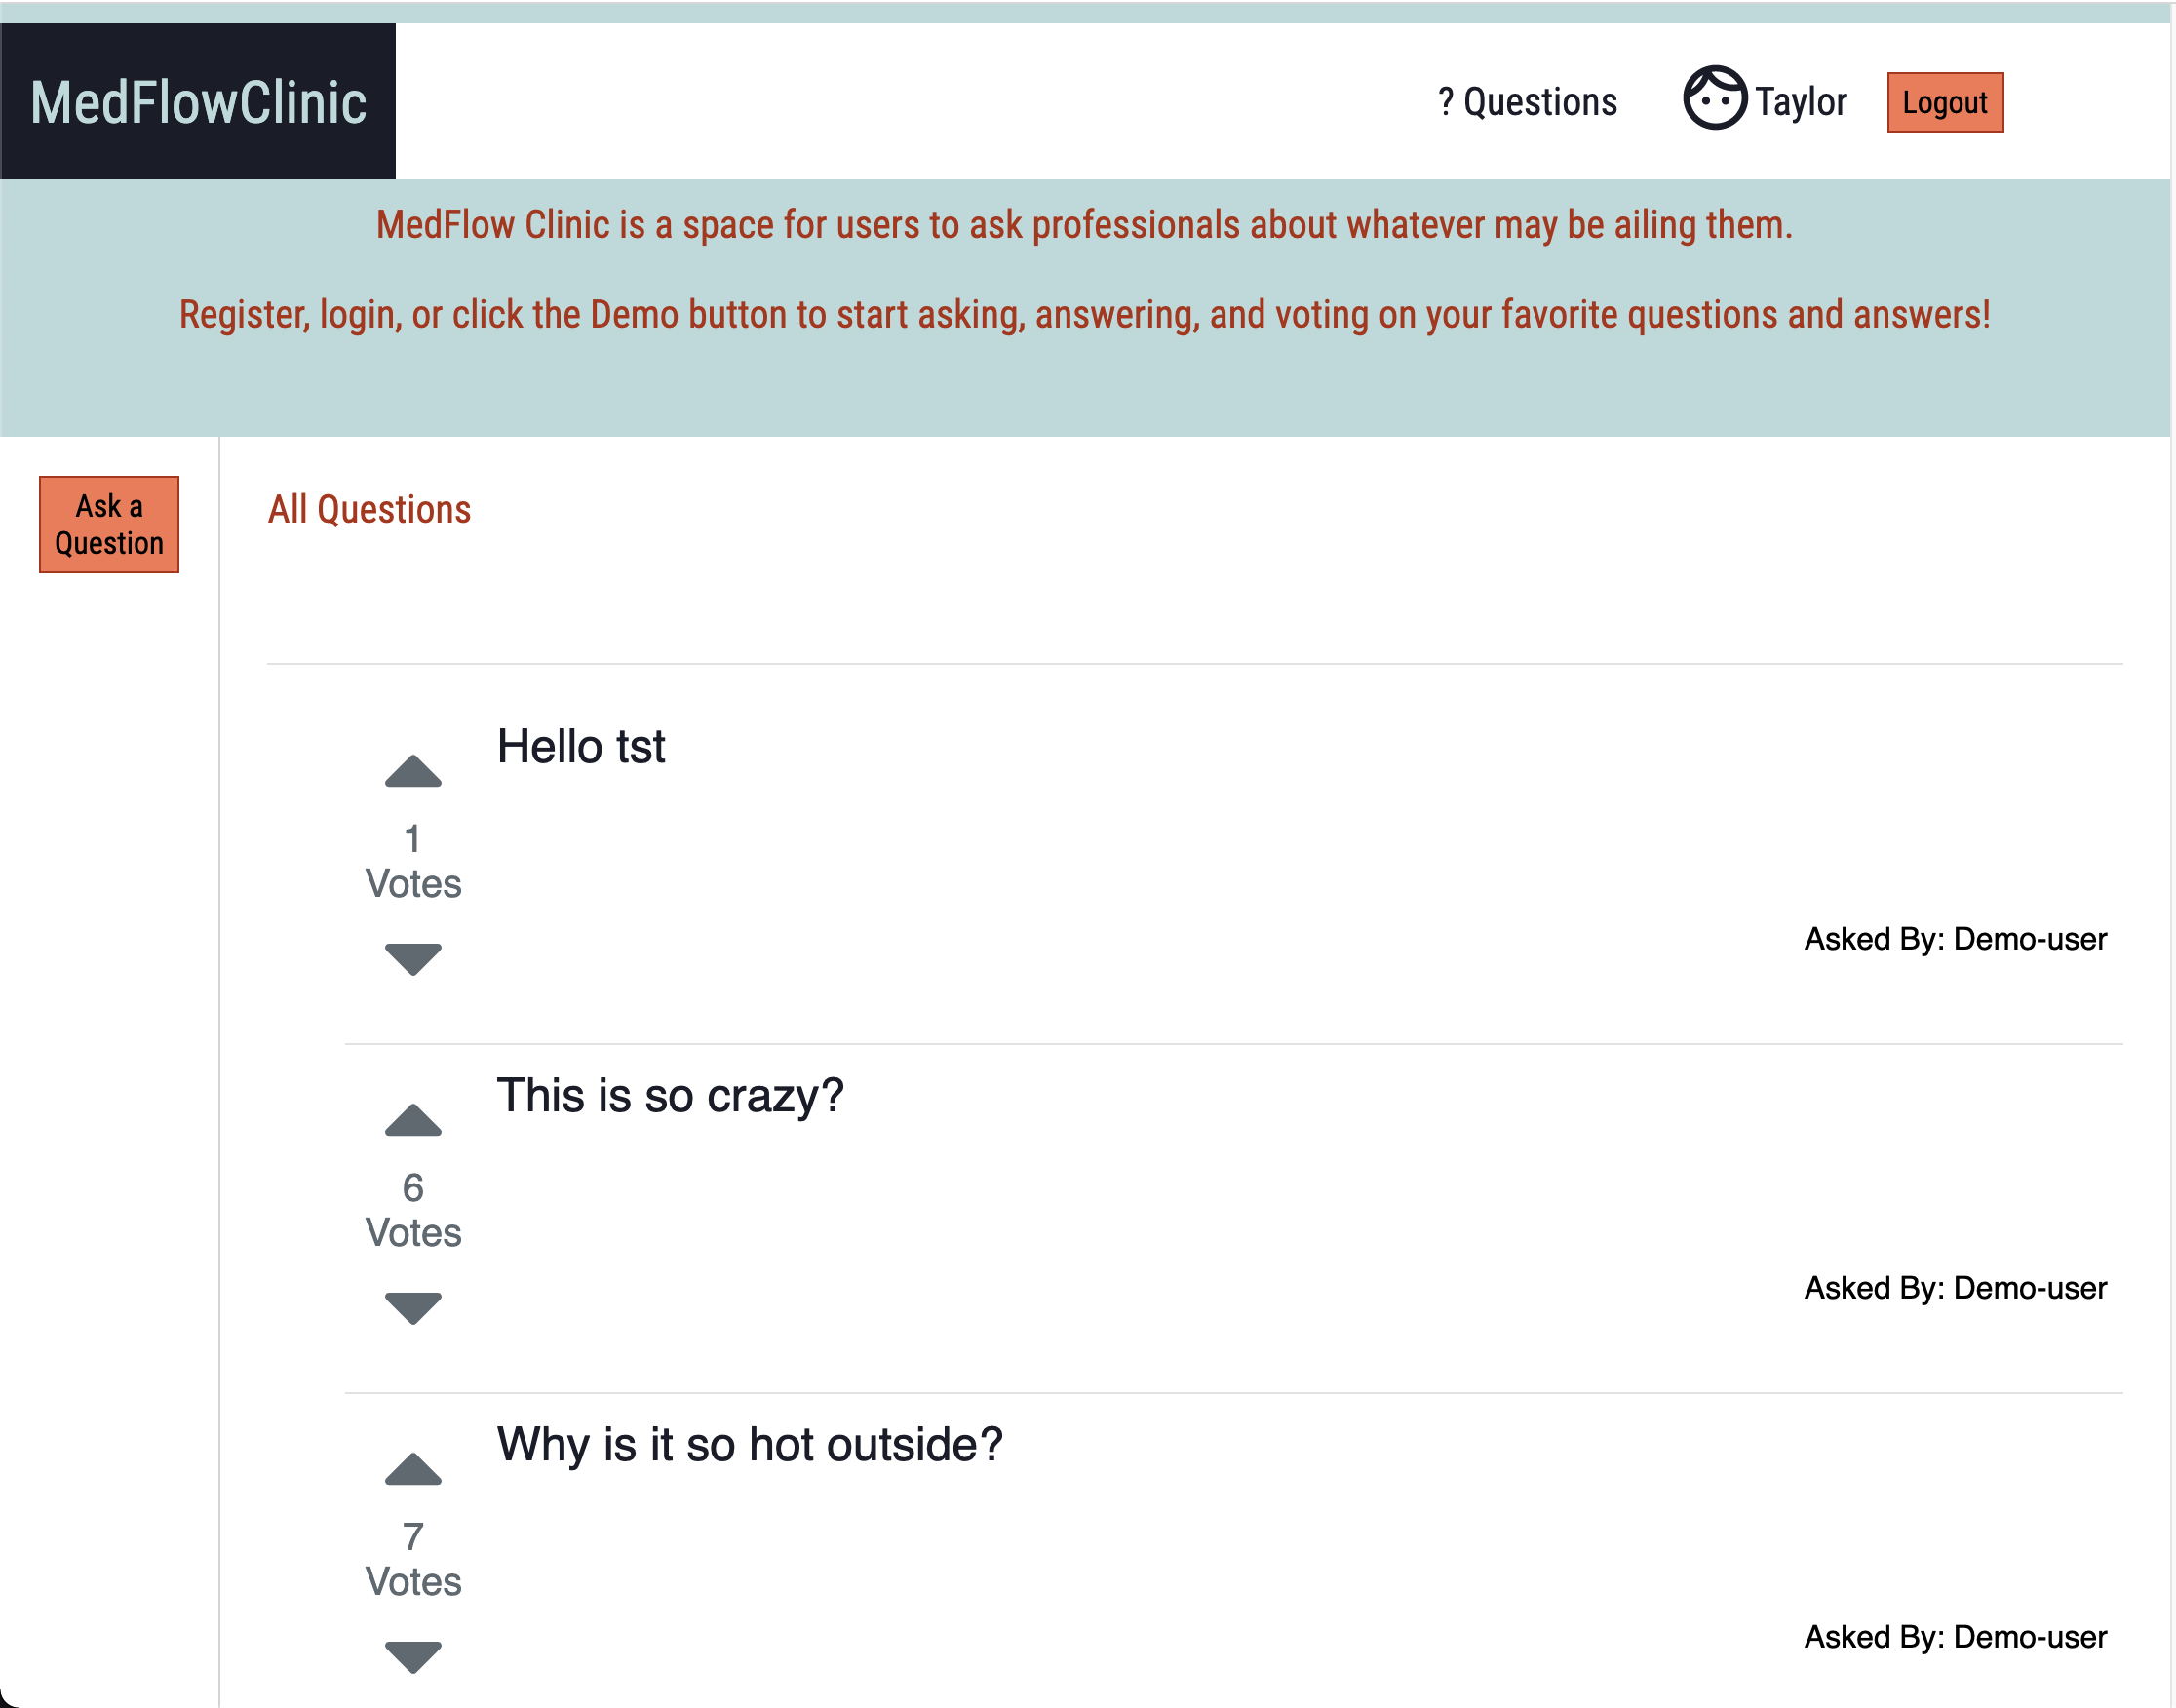 MedFlowClinic
? Questions
Taylor
Logout
MedFlow Clinic is a space for users to ask professionals about whatever may be ailing them.
Register, login, or click the Demo button to start asking, answering, and voting on your favorite questions and answers!
Ask a
Question
All Questions
Hello tst
1
Votes
Asked By: Demo-user
This is so crazy?
6
Votes
Asked By: Demo-user
Why is it so hot outside?
7
Votes
Asked By: Demo-user